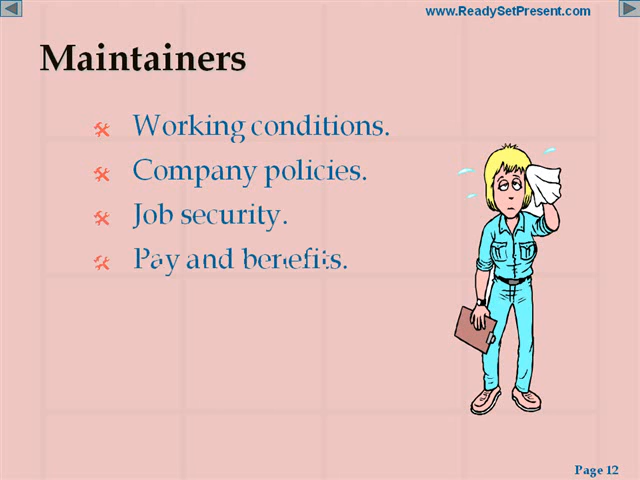 www.ReadySetPresent.com
Maintainers
Working conditions.
Company policies.
Job security.
Pay and benefits.
Page 12